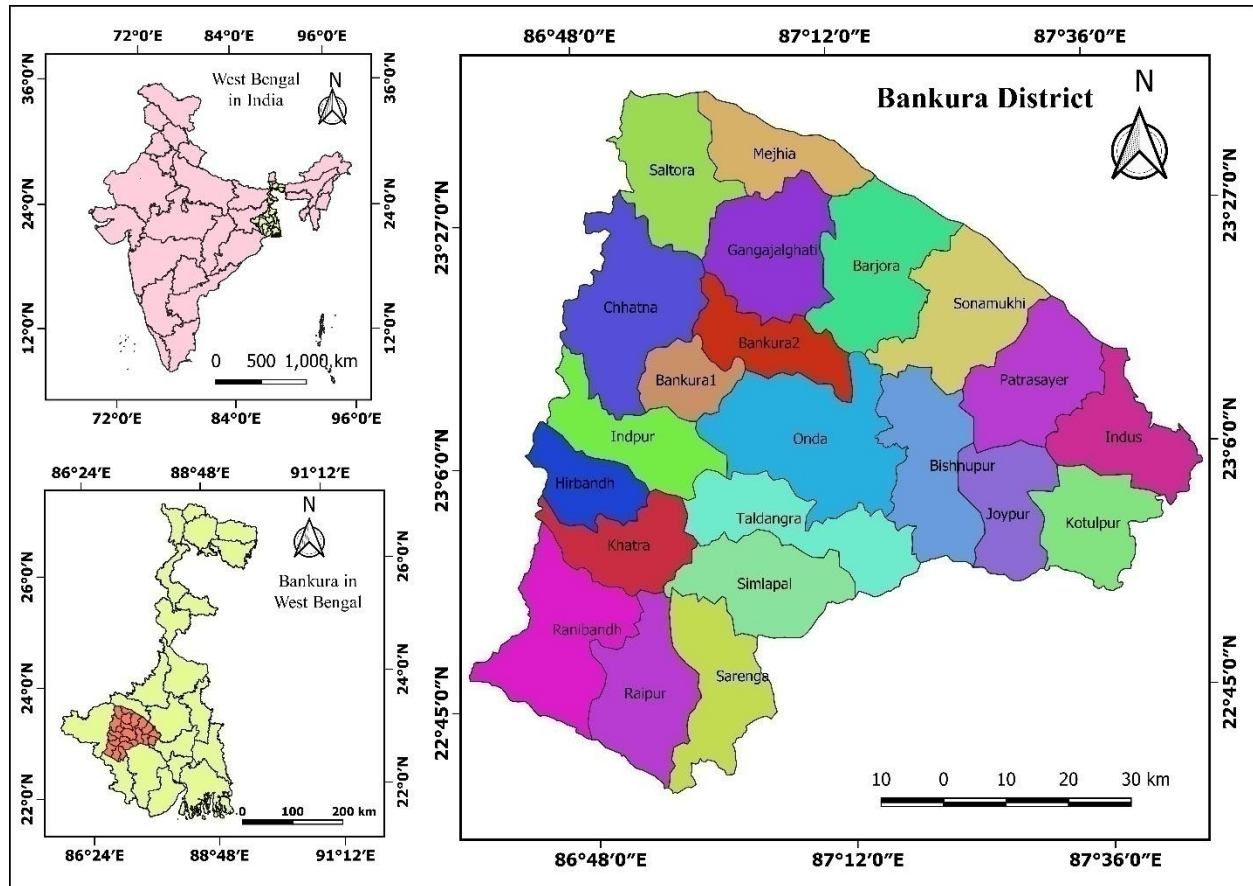 72°0'E 84°0'E 96°0'E
36°0'N 24°0'N 12°0'N
West Bengal
in India
N
36°0'N 24°0'N 12°0'N
0 500 1,000 km
72°0'E 84°0'E 96°0'E
86°24'E 88°48'E 91°12'E
26°0'N 24°0'N 22°0'N
N
Bankura in
West Bengal
26°0'N 24°0'N 22°0'N
0 100 200 km
86°24'E 88°48'E 91°12'E
86°48'0"E 87°12'0"E 87°36'0"E
Bankura District
N
23°27'0"N 23°6'0"N 22°45'0"N
Mejhia
Saltora
Gangajalghati
Barjora
Chhatna
Sonamukhi
Bankura2
Bankura1
Patrasayer
Indpur
Onda
Indus
Hirbandh
Bishnupur
Taldangra
Joypur
Kotulpur
Khatra
Simlapal
Ranibandh
Raipur
Sarenga
23°27'0"N 23°6'0"N 22°45'0"N
10 0 10 20 30 km
86°48'0"E 87°12'0"E 87°36'0"E